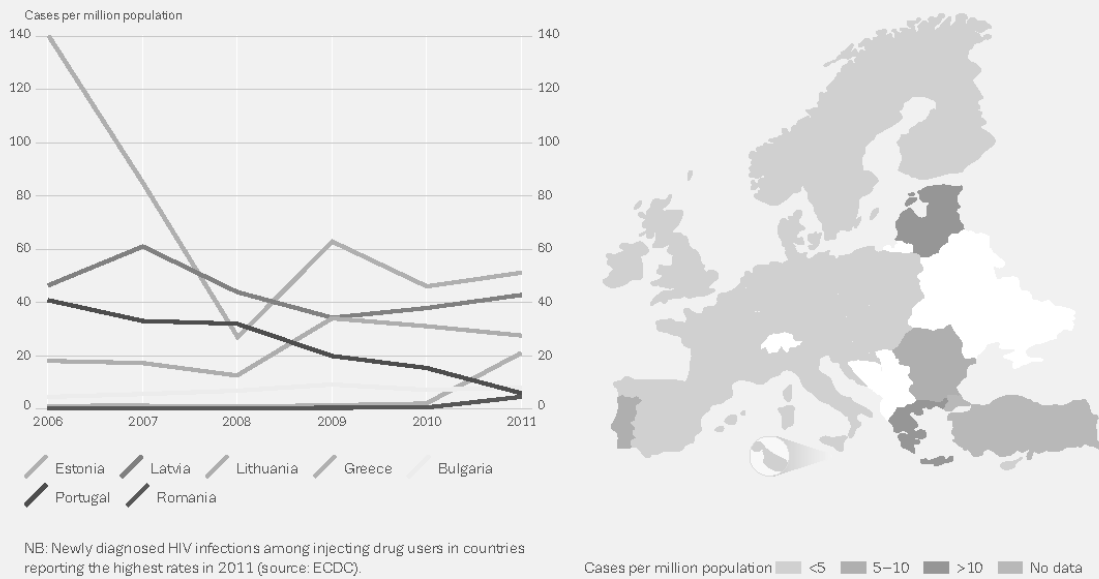 Cases per million population
140 140
120 120
100 100
80 80
60 60
40 40
20 20
0 0
2006 2007 2008 2009 2010 2011
Estonia Latvia Lithuania Greece Bulgaria
Portugal Romania
NB: Newly diagnosed HIV infections among injecting drug users in countries
reporting the highest rates in 2011 (source: ECDC).
Cases per million population <5 5–10 >10 No data